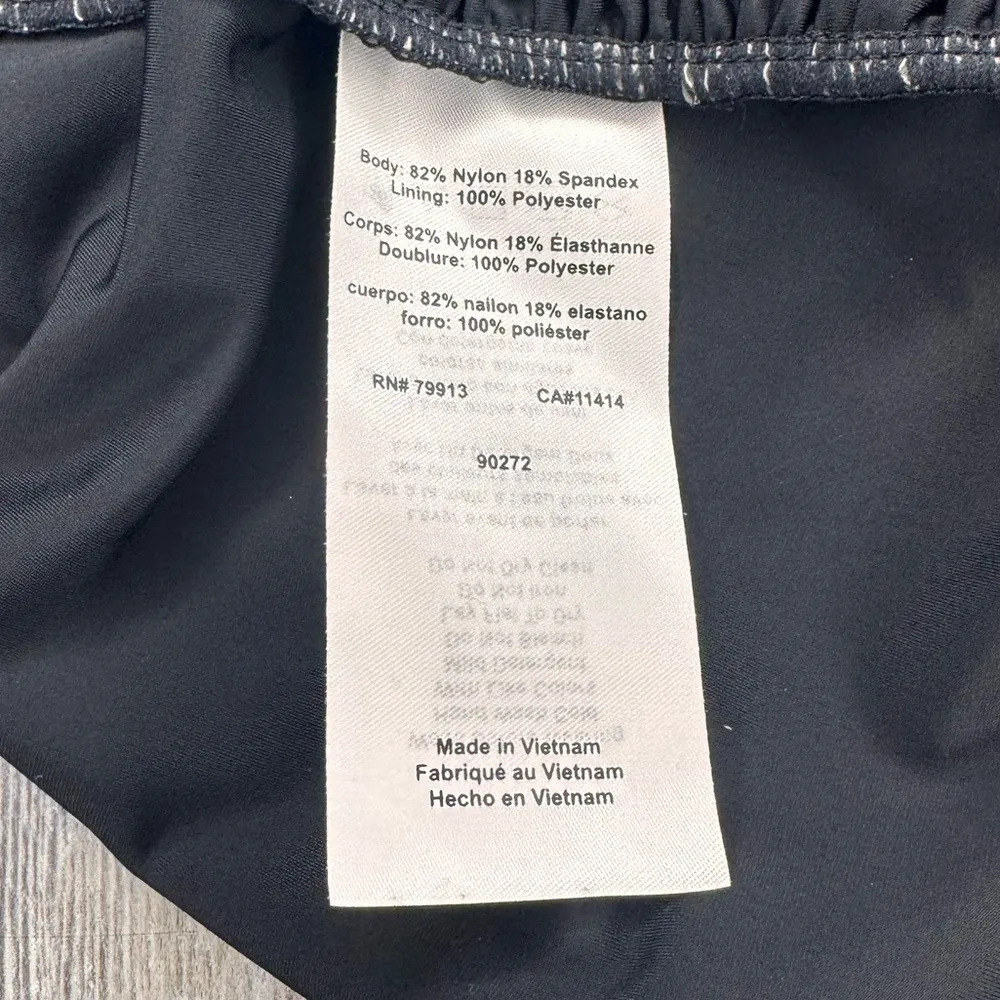 Body: 82% Nylon 18% Spandex
Lining: 100% Polyester
Corps: 82% Nylon 18% Élasthanne
Doublure: 100% Polyester
cuerpo: 82% nailon 18% elastano
forro: 100% poliéster
RN# 79913 CA#11414
90272
Made in Vietnam
Fabriqué au Vietnam
Hecho en Vietnam